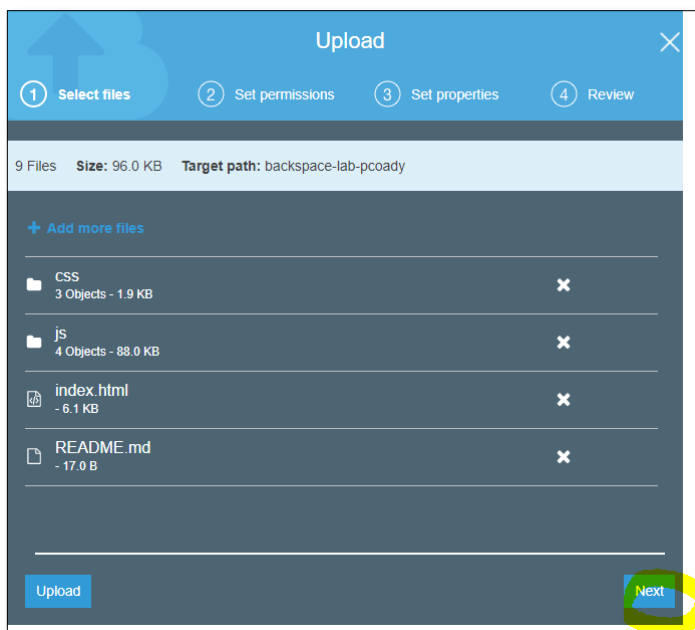 Upload
1 Select files 2 Set permissions 3 Set properties 4 Review
9 Files Size: 96.0 KB Target path: backspace-lab-pcoady
+ Add more files
css
3 Objects - 1.9 KB
js
4 Objects - 88.0 KB
index.html
- 6.1 KB
README.md
- 17.0 B
Upload Next